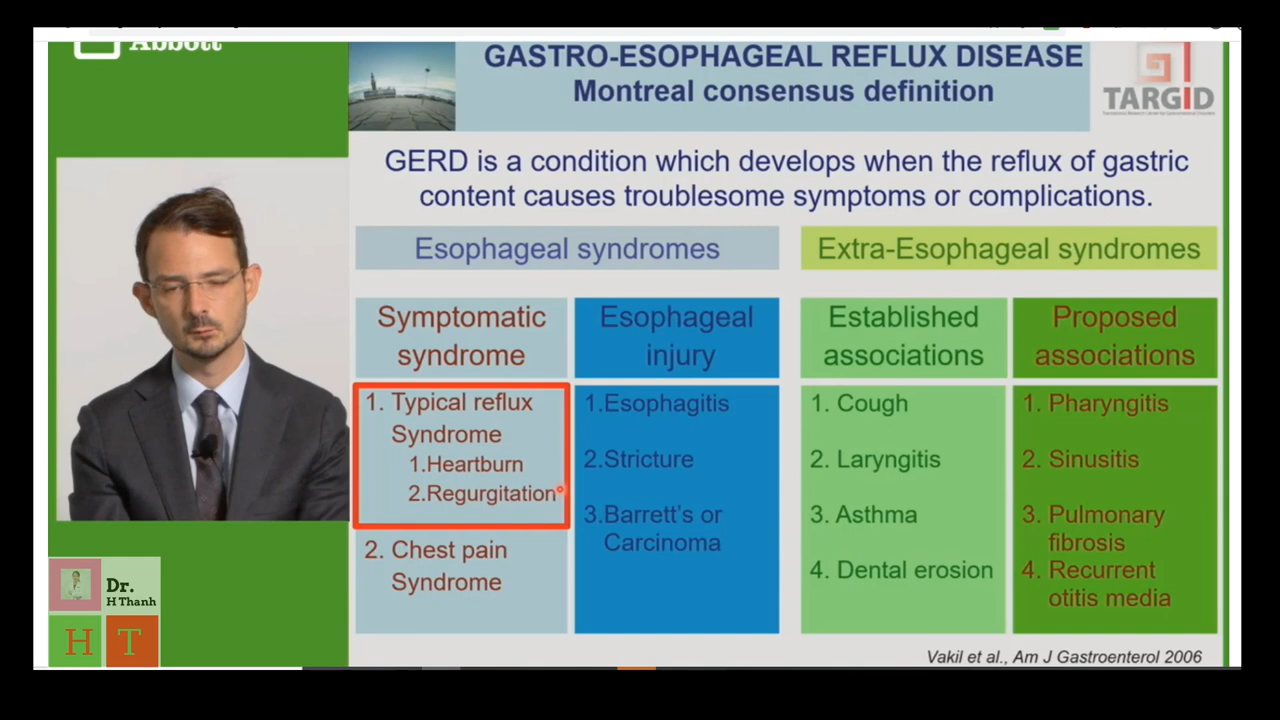 Abbott
GASTRO-ESOPHAGEAL REFLUX DISEASE
Montreal consensus definition
TARGID
GERD is a condition which develops when the reflux of gastric
content causes troublesome symptoms or complications.
Esophageal syndromes
Extra-Esophageal syndromes
Symptomatic
syndrome
1. Typical reflux
Syndrome
1.Heartburn
2.Regurgitation
2. Chest pain
Syndrome
Esophageal
injury
1.Esophagitis
2.Stricture
3.Barrett's or
Carcinoma
Established
associations
1. Cough
2. Laryngitis
3. Asthma
4. Dental erosion
Proposed
associations
1. Pharyngitis
2. Sinusitis
3. Pulmonary
fibrosis
4. Recurrent
otitis media
Dr.
H Thanh
H T
Vakil et al., Am J Gastroenterol 2006